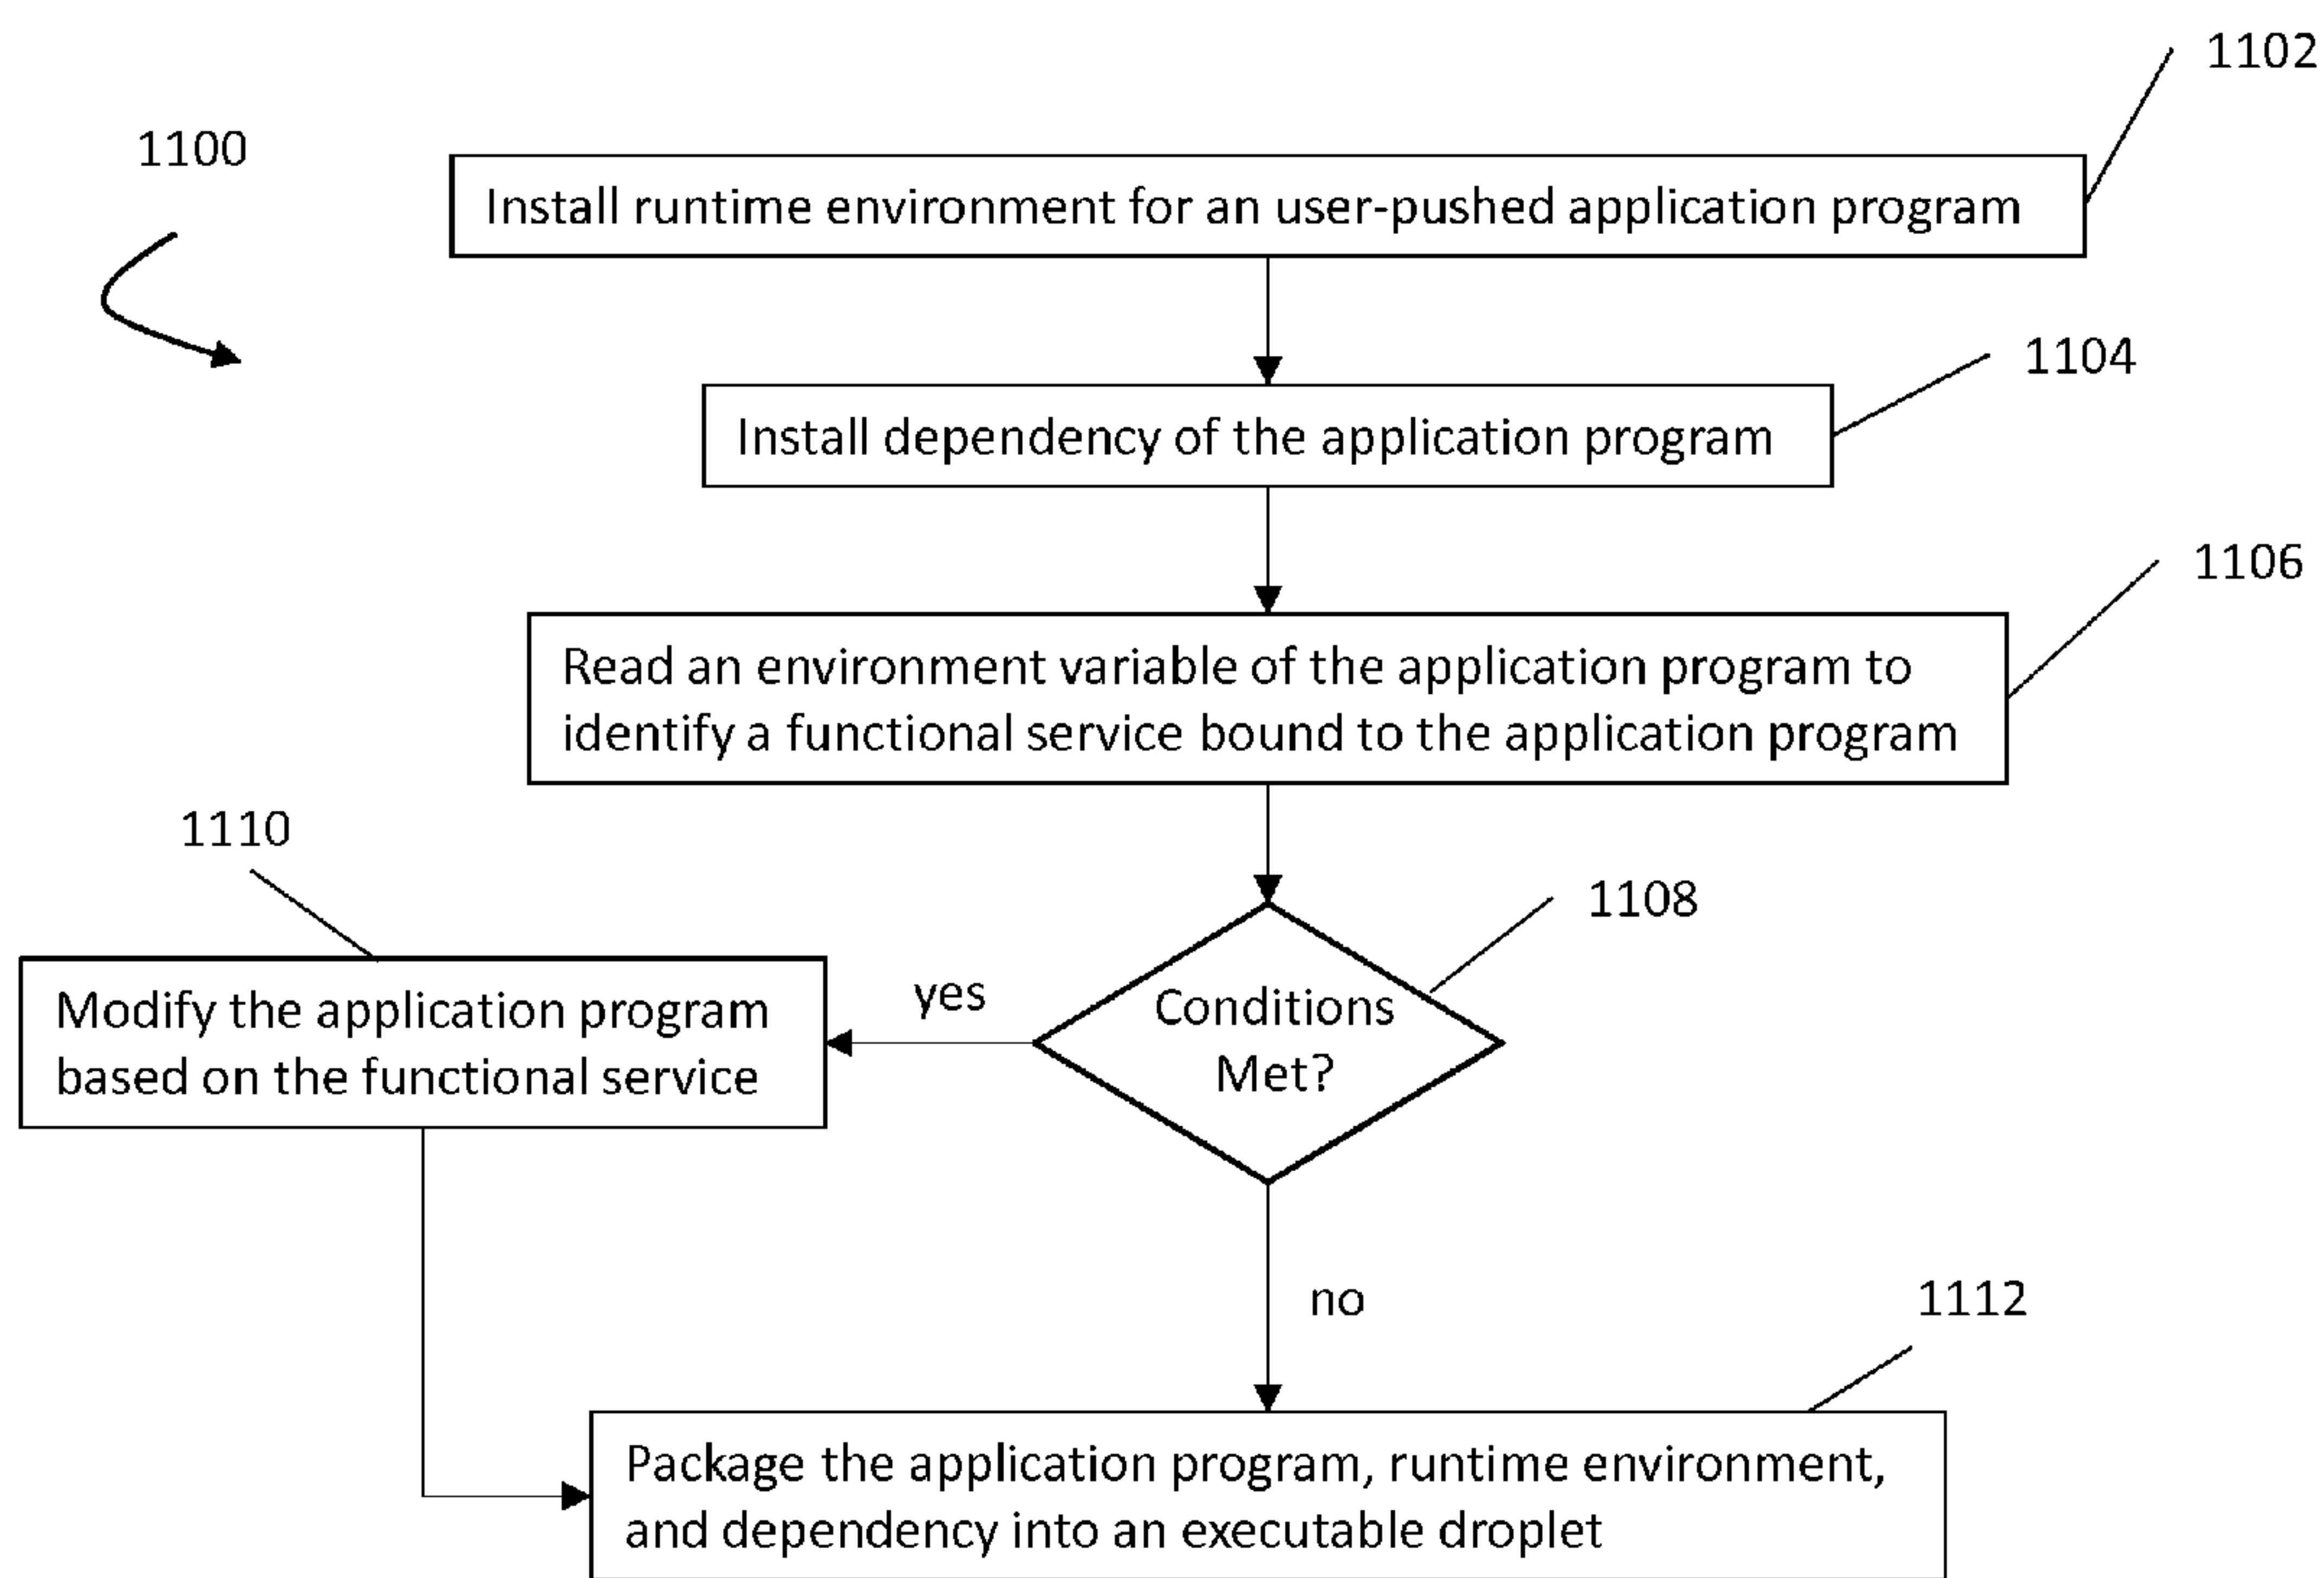 1102
1100
Install runtime environment for an user-pushed application program
1104
Install dependency of the application program
1106
Read an environment variable of the application program to
identify a functional service bound to the application program
1110
1108
Modify the application program
based on the functional service
yes
Conditions
Met?
no
1112
Package the application program, runtime environment,
and dependency into an executable droplet